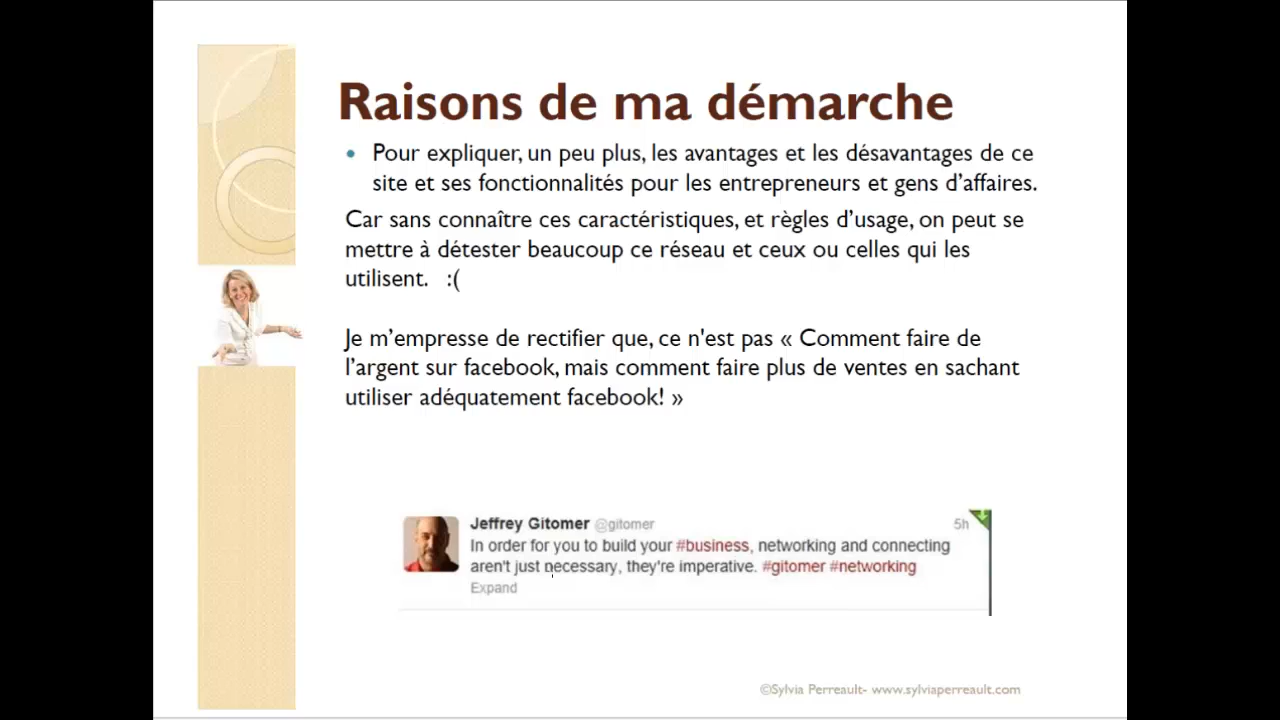 Raisons de ma démarche
• Pour expliquer, un peu plus, les avantages et les désavantages de ce
site et ses fonctionnalités pour les entrepreneurs et gens d’affaires.
Car sans connaître ces caractéristiques, et règles d’usage, on peut se
mettre à détester beaucoup ce réseau et ceux ou celles qui les
utilisent. :(
Je m’empresse de rectifier que, ce n'est pas « Comment faire de
l’argent sur facebook, mais comment faire plus de ventes en sachant
utiliser adéquatement facebook! »
Jeffrey Gitomer @gitomer 5h
In order for you to build your #business, networking and connecting
aren't just necessary, they're imperative. #gitomer #networking
Expand
©Sylvia Perreault- www.sylviaperreault.com